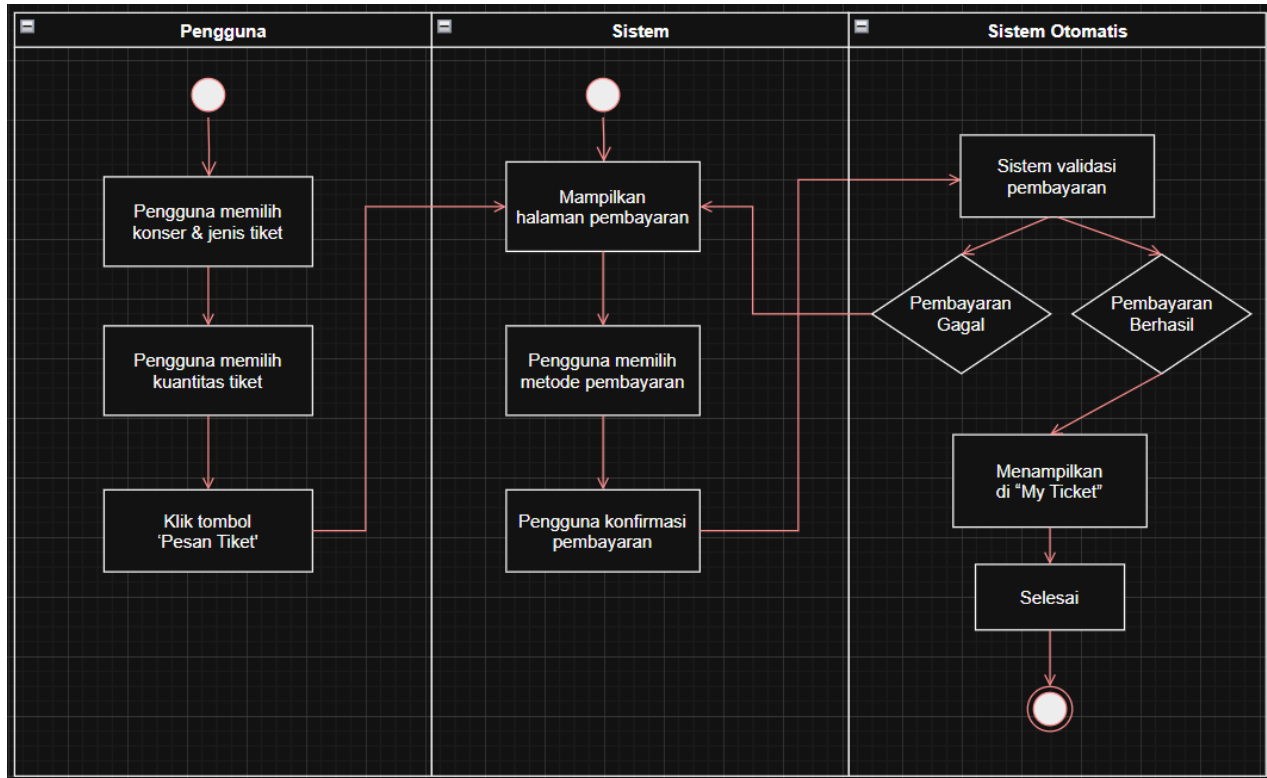 Pengguna
Sistem
Sistem Otomatis
Pengguna memilih
konser & jenis tiket
Pengguna memilih
kuantitas tiket
Klik tombol
‘Pesan Tiket’
Mampilkan
halaman pembayaran
Pengguna memilih
metode pembayaran
Pengguna konfirmasi
pembayaran
Sistem validasi
pembayaran
Pembayaran
Gagal
Pembayaran
Berhasil
Menampilkan
di “My Ticket”
Selesai